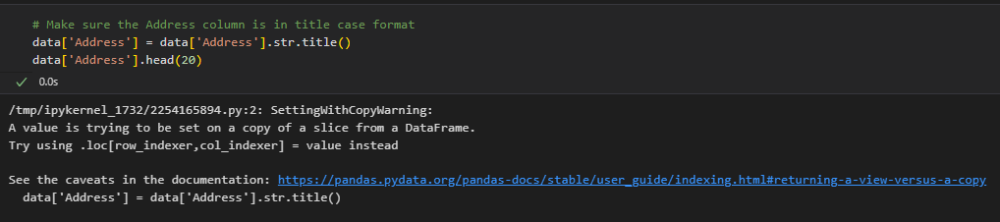 # Make sure the Address column is in title case format
data['Address'] = data['Address'].str.title()
data['Address'].head(20)
✓ 0.0s
/tmp/ipykernel_1732/2254165894.py:2: SettingWithCopyWarning:
A value is trying to be set on a copy of a slice from a DataFrame.
Try using .loc[row_indexer,col_indexer] = value instead

See the caveats in the documentation: https://pandas.pydata.org/pandas-docs/stable/user_guide/indexing.html#returning-a-view-versus-a-copy
  data['Address'] = data['Address'].str.title()